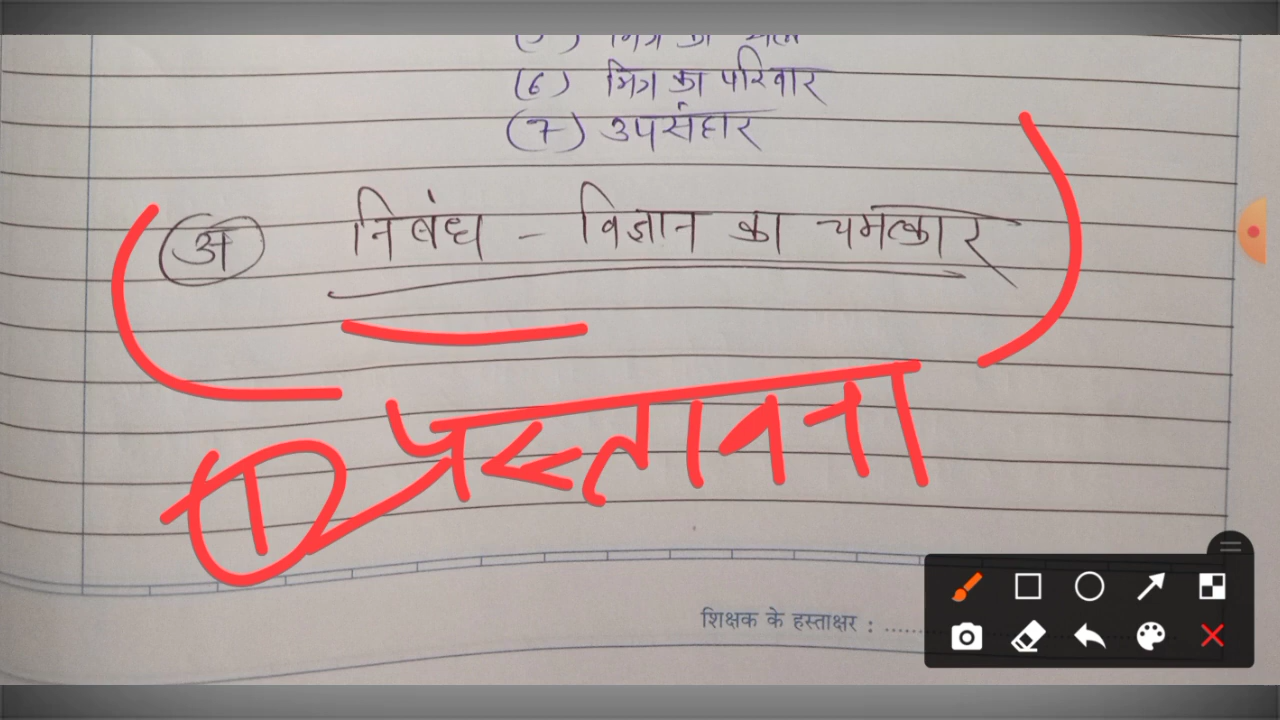 (6) मित्र का परिवार
(7) उपसंहार
अ निबंध - विज्ञान का चमत्कार
① प्रस्तावना
शिक्षक के हस्ताक्षर : ......